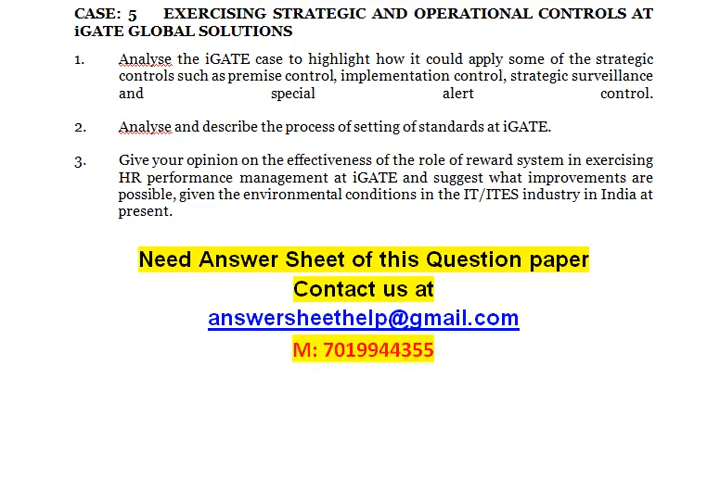 CASE: 5 EXERCISING STRATEGIC AND OPERATIONAL CONTROLS AT
iGATE GLOBAL SOLUTIONS
1. Analyse the iGATE case to highlight how it could apply some of the strategic
controls such as premise control, implementation control, strategic surveillance
and special alert control.
2. Analyse and describe the process of setting of standards at iGATE.
3. Give your opinion on the effectiveness of the role of reward system in exercising
HR performance management at iGATE and suggest what improvements are
possible, given the environmental conditions in the IT/ITES industry in India at
present.
Need Answer Sheet of this Question paper
Contact us at
answersheethelp@gmail.com
M: 7019944355